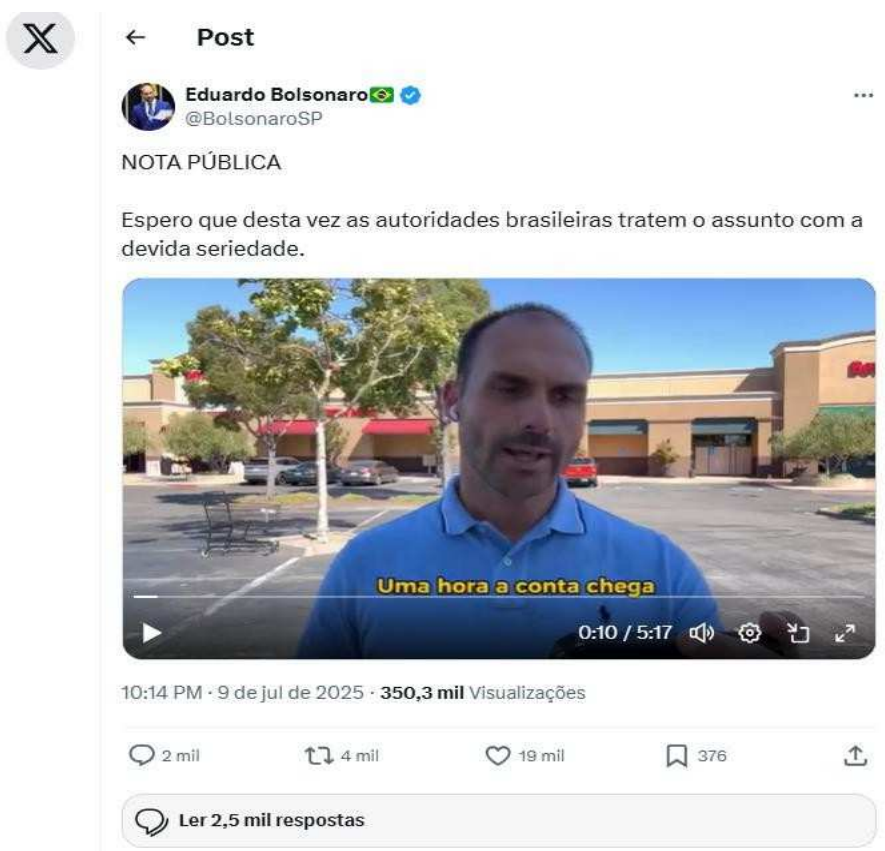 Post
Eduardo Bolsonaro
@BolsonaroSP
NOTA PÚBLICA
Espero que desta vez as autoridades brasileiras tratem o assunto com a
devida seriedade.
Uma hora a conta chega
0:10 / 5:17
10:14 PM · 9 de jul de 2025 · 350,3 mil Visualizações
2 mil
4 mil
19 mil
376
Ler 2,5 mil respostas